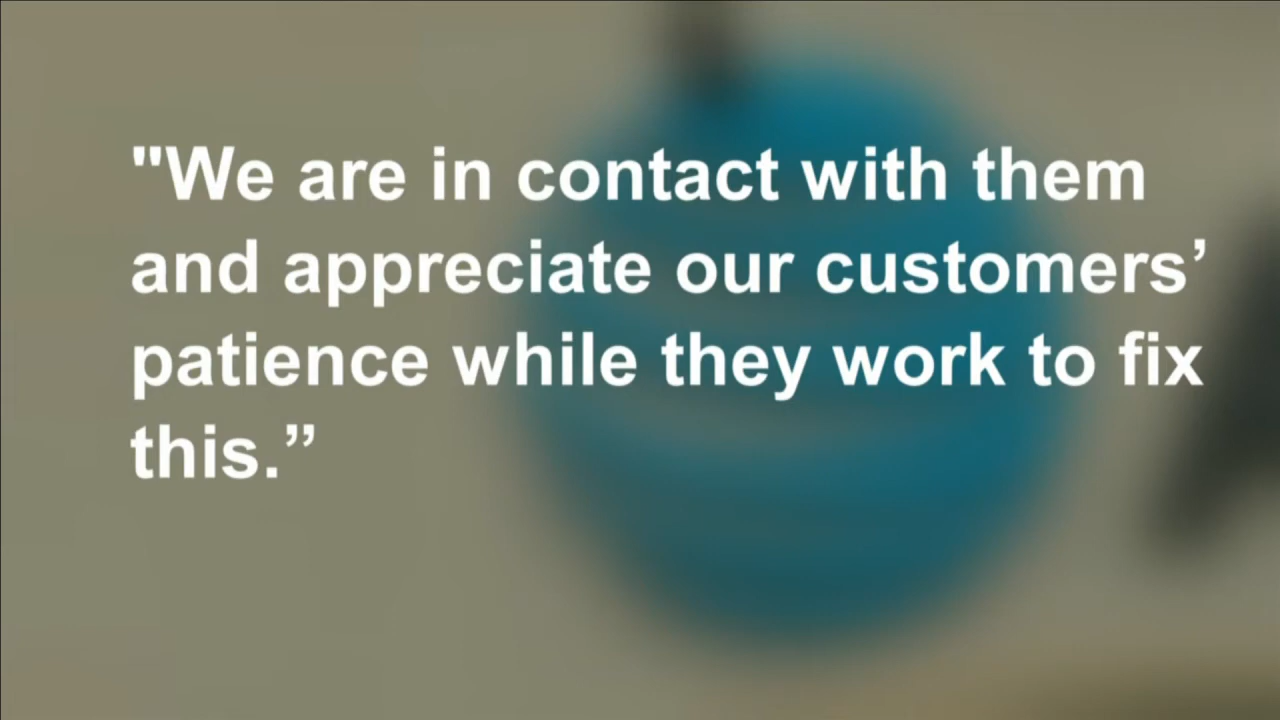 "We are in contact with them
and appreciate our customers’
patience while they work to fix
this.”